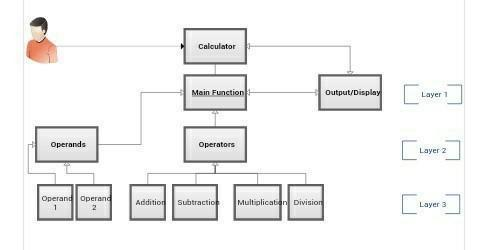 Calculator
Main Function
Output/Display
Layer 1
Operands
Operators
Layer 2
Operand
1
Operand
2
Addition
Subtraction
Multiplication
Division
Layer 3